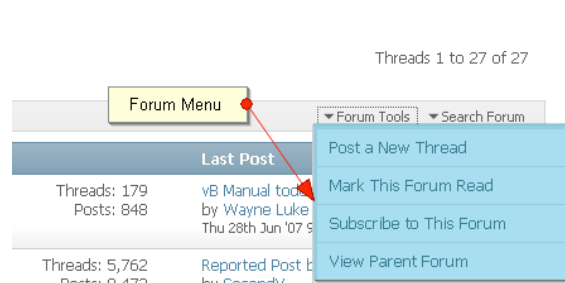 Threads 1 to 27 of 27
Forum Menu
Forum Tools Search Forum
Last Post
Post a New Thread
Threads: 179 vB Manual
Mark This Forum Read
Posts: 848 by Wayne Luke
Thu 28th Jun '07
Subscribe to This Forum
Threads: 5,762 Reported Post
View Parent Forum
by